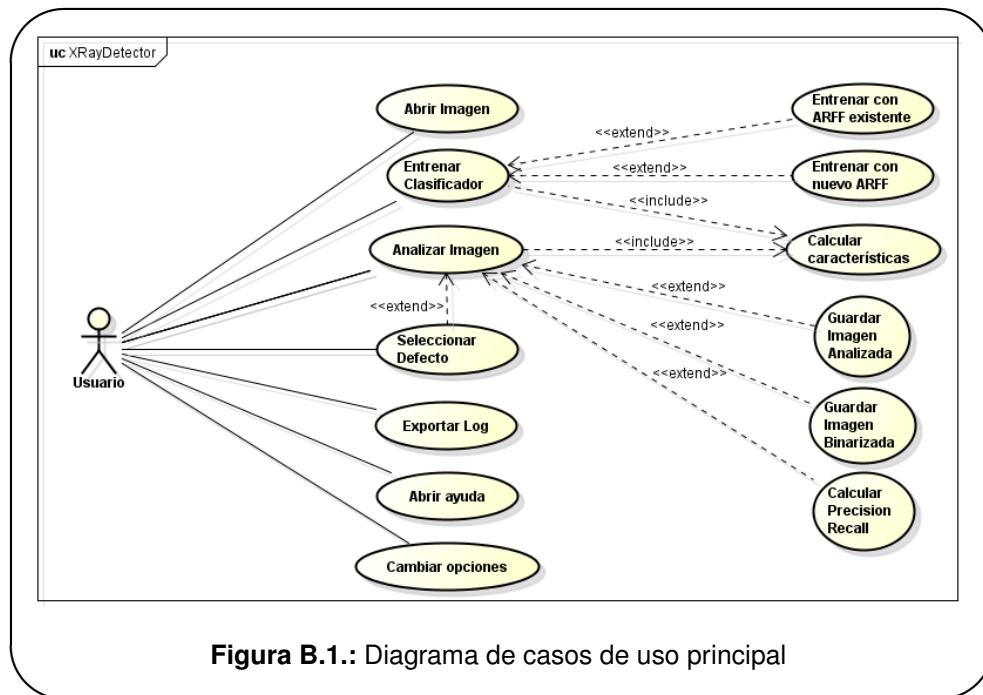 uc XRayDetector
Abrir Imagen
Entrenar
Clasificador
Analizar Imagen
<<extend>>
Seleccionar
Defecto
Exportar Log
Abrir ayuda
Cambiar opciones
Usuario
<<extend>>
<<extend>>
<<include>>
<<include>>
<<extend>>
<<extend>>
<<extend>>
Entrenar con
ARFF existente
Entrenar con
nuevo ARFF
Calcular
características
Guardar
Imagen
Analizada
Guardar
Imagen
Binarizada
Calcular
Precision
Recall
Figura B.1.: Diagrama de casos de uso principal